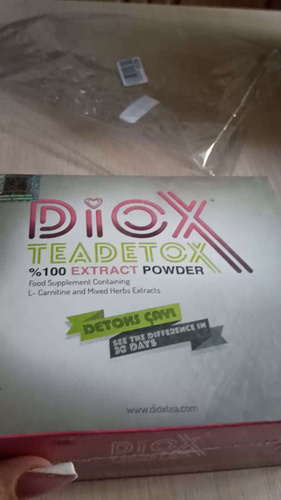 DiOX
TEADETOX
%100 EXTRACT POWDER
Food Supplement Containing
L- Carnitine and Mixed Herbs Extracts
DETOKS ÇAYI
SEE THE DIFFERENCE IN
30 DAYS
www.dioxtea.com
DiOX